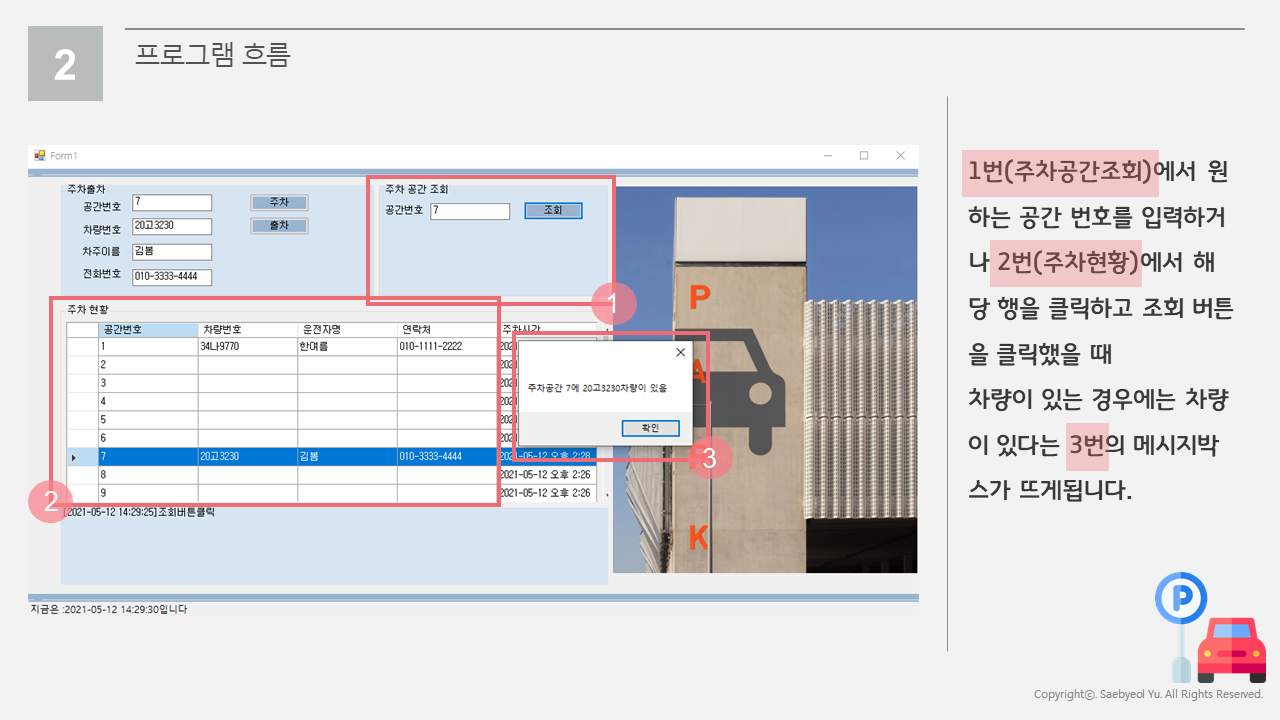 2
프로그램 흐름
Form1
주차출차
공간번호 7 주차
차량번호 20고3230 출차
차주이름 김봄
전화번호 010-3333-4444
주차 공간 조회
공간번호 7 조회
1
주차 현황
공간번호 차량번호 운전자명 연락처 주차시간
1 34나9770 한여름 010-1111-2222
2
3
4
5
6
7 20고3230 김봄 010-3333-4444 2021-05-12 오후 2:28
8 2021-05-12 오후 2:26
9 2021-05-12 오후 2:26
2
주차공간 7에 20고3230차량이 있음
확인
3
[2021-05-12 14:29:25]조회버튼클릭
지금은 :2021-05-12 14:29:30입니다
P
A
K
1번(주차공간조회)에서 원
하는 공간 번호를 입력하거
나 2번(주차현황)에서 해
당 행을 클릭하고 조회 버튼
을 클릭했을 때
차량이 있는 경우에는 차량
이 있다는 3번의 메시지박
스가 뜨게됩니다.
P
Copyrightⓒ. Saebyeol Yu. All Rights Reserved.